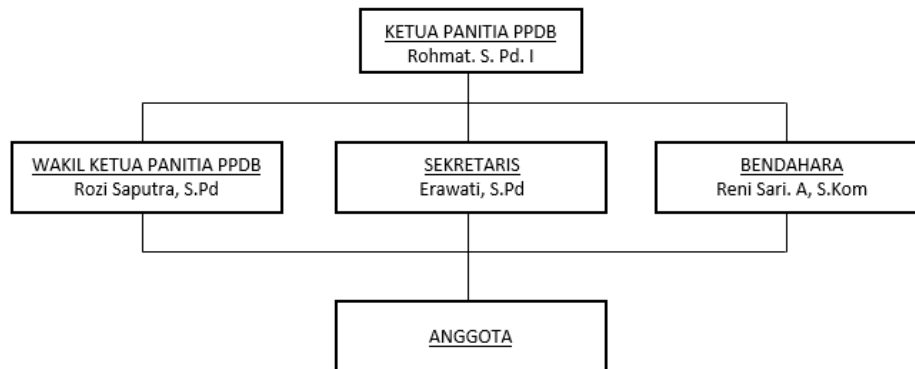 KETUA PANITIA PPDB
Rohmat. S. Pd. I
WAKIL KETUA PANITIA PPDB
Rozi Saputra, S.Pd
SEKRETARIS
Erawati, S.Pd
BENDAHARA
Reni Sari. A, S.Kom
ANGGOTA